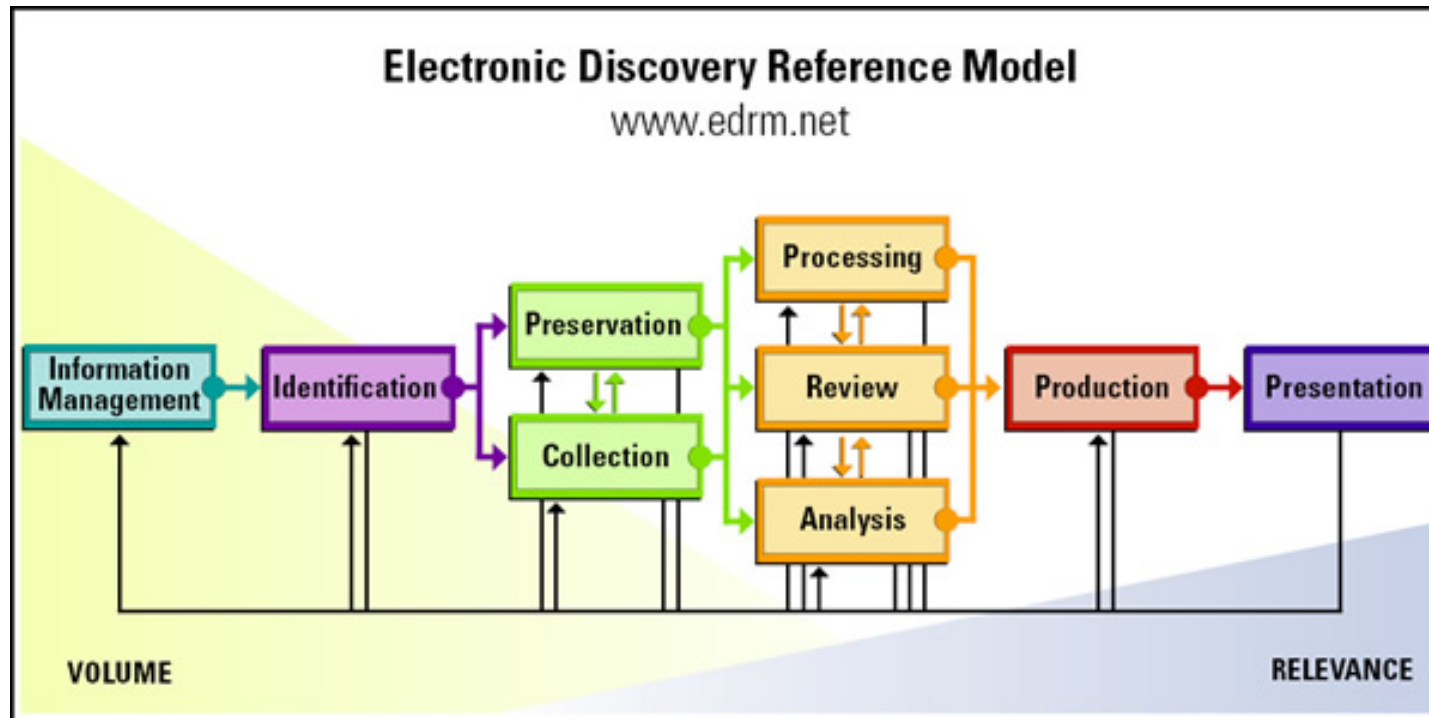 Electronic Discovery Reference Model
www.edrm.net
Processing
Preservation
Information
Management
Identification
Review
Production
Presentation
Collection
Analysis
VOLUME
RELEVANCE